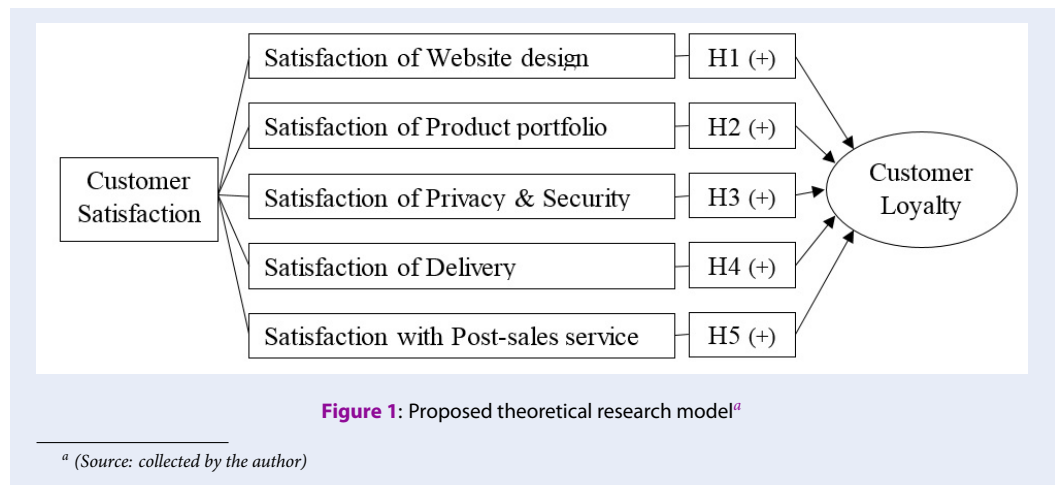 Satisfaction of Website design H1 (+)
Satisfaction of Product portfolio H2 (+)
Customer
Satisfaction
Satisfaction of Privacy & Security H3 (+)
Customer
Loyalty
Satisfaction of Delivery H4 (+)
Satisfaction with Post-sales service H5 (+)
Figure 1: Proposed theoretical research modelᵃ
ᵃ (Source: collected by the author)